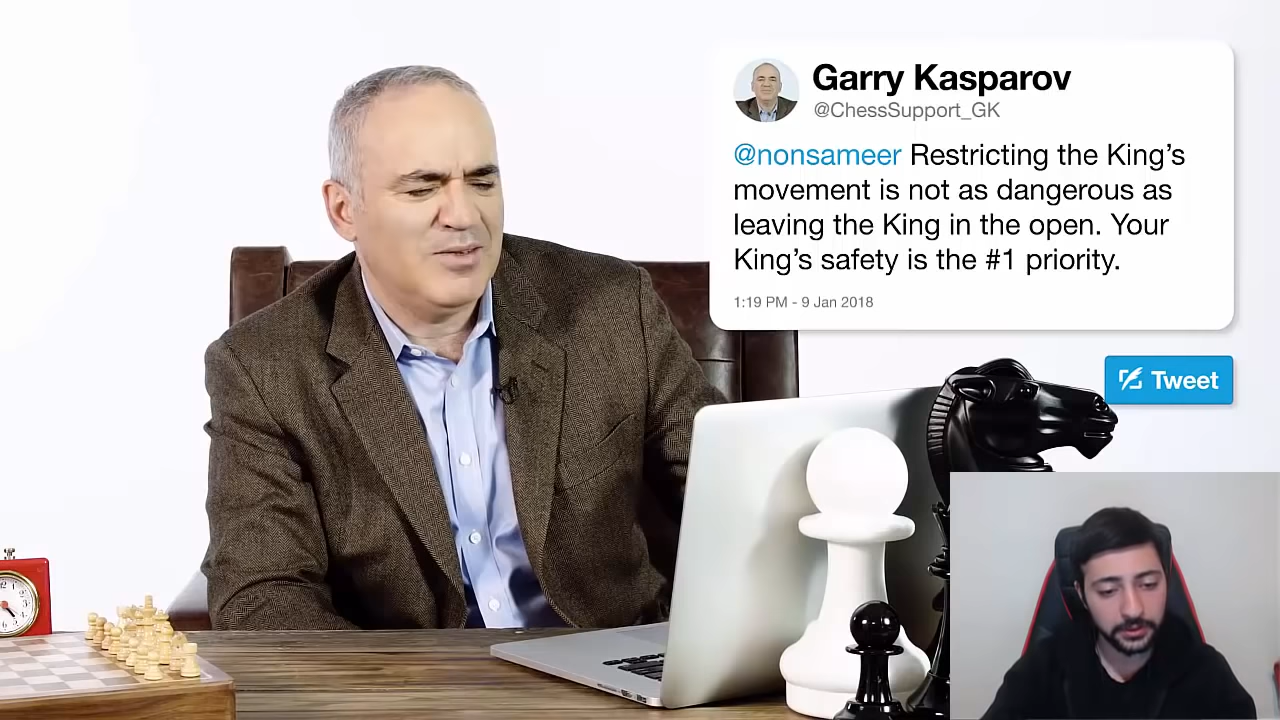 Garry Kasparov
@ChessSupport_GK
@nonsameer Restricting the King's
movement is not as dangerous as
leaving the King in the open. Your
King's safety is the #1 priority.
1:19 PM - 9 Jan 2018
Tweet